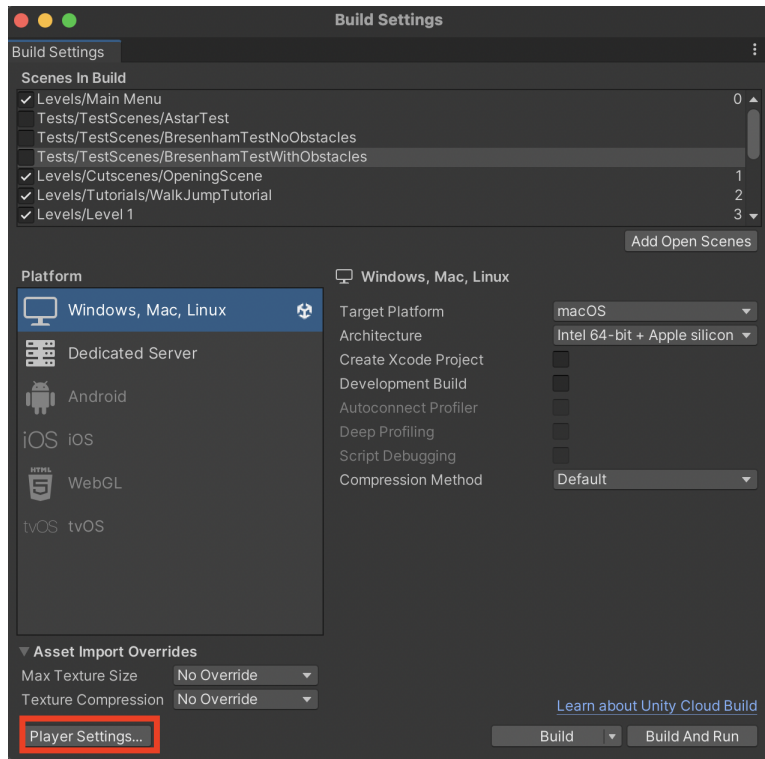 Build Settings
Build Settings
Scenes In Build
Levels/Main Menu 0
Tests/TestScenes/AstarTest
Tests/TestScenes/BresenhamTestNoObstacles
Tests/TestScenes/BresenhamTestWithObstacles
Levels/Cutscenes/OpeningScene 1
Levels/Tutorials/WalkJumpTutorial 2
Levels/Level 1 3
Add Open Scenes
Platform
Windows, Mac, Linux
Dedicated Server
Android
iOS iOS
HTML 5 WebGL
tvOS tvOS
Windows, Mac, Linux
Target Platform macOS
Architecture Intel 64-bit + Apple silicon
Create Xcode Project
Development Build
Autoconnect Profiler
Deep Profiling
Script Debugging
Compression Method Default
Asset Import Overrides
Max Texture Size No Override
Texture Compression No Override
Learn about Unity Cloud Build
Player Settings... Build Build And Run